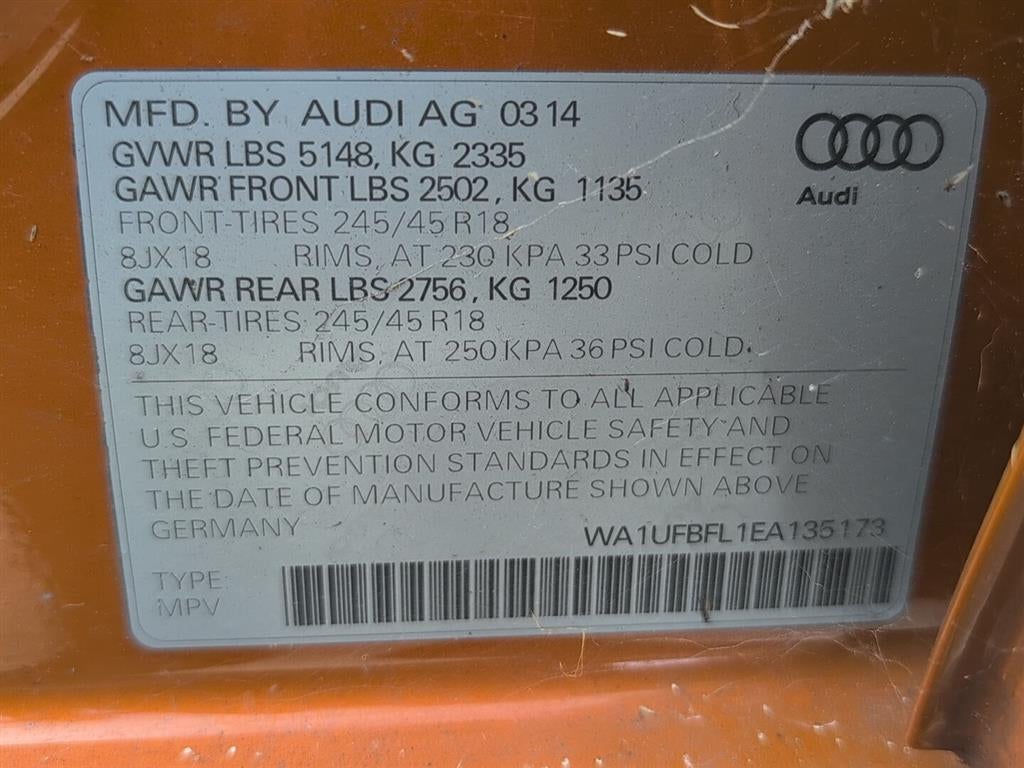 MFD. BY AUDI AG 03 14
GVWR LBS 5148, KG 2335
GAWR FRONT LBS 2502, KG 1135
FRONT-TIRES 245/45 R18
8JX18 RIMS, AT 230 KPA 33 PSI COLD
GAWR REAR LBS 2756, KG 1250
REAR-TIRES 245/45 R18
8JX18 RIMS, AT 250 KPA 36 PSI COLD.
Audi
THIS VEHICLE CONFORMS TO ALL APPLICABLE
U.S. FEDERAL MOTOR VEHICLE SAFETY AND
THEFT PREVENTION STANDARDS IN EFFECT ON
THE DATE OF MANUFACTURE SHOWN ABOVE
GERMANY WA1UFBFL1EA135173
TYPE:
MPV